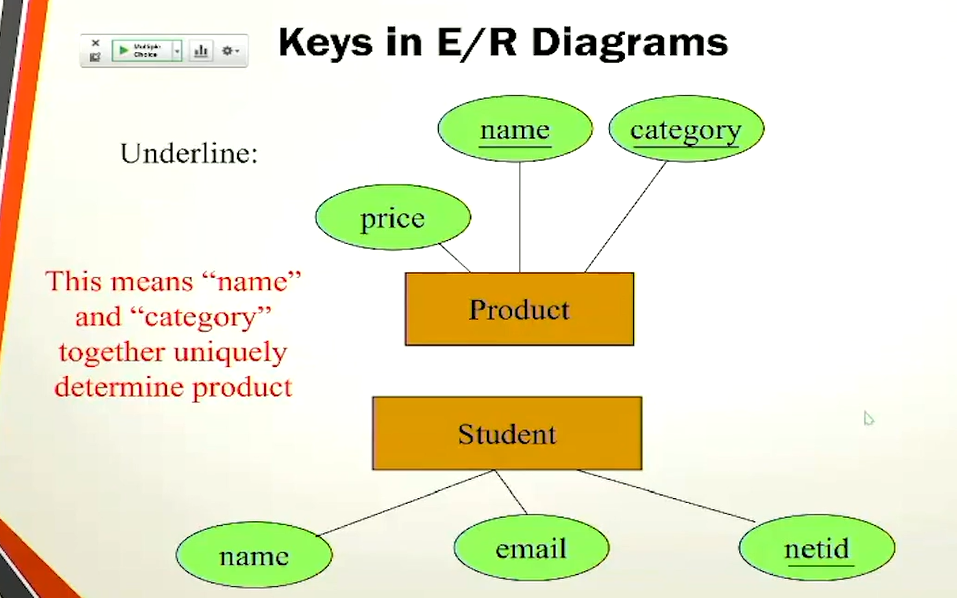 Keys in E/R Diagrams
Multiple
Choice
name
category
Underline:
price
This means “name”
and “category”
together uniquely
determine product
Product
Student
name
email
netid